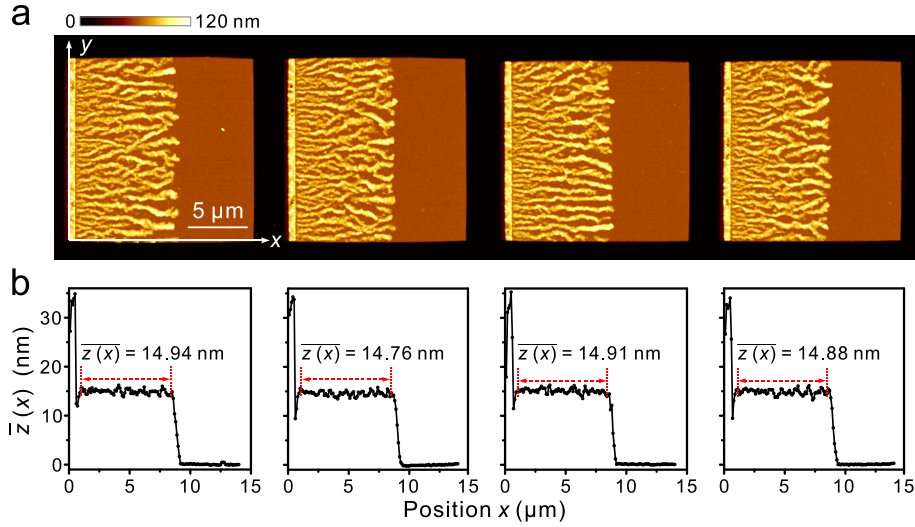 a
0 120 nm
y
5 µm
x
b
z̅ (x) (nm)
30
20
10
0
z (x) = 14.94 nm
z (x) = 14.76 nm
z (x) = 14.91 nm
z (x) = 14.88 nm
0 5 10 15
0 5 10 15
0 5 10 15
0 5 10 15
Position x (µm)